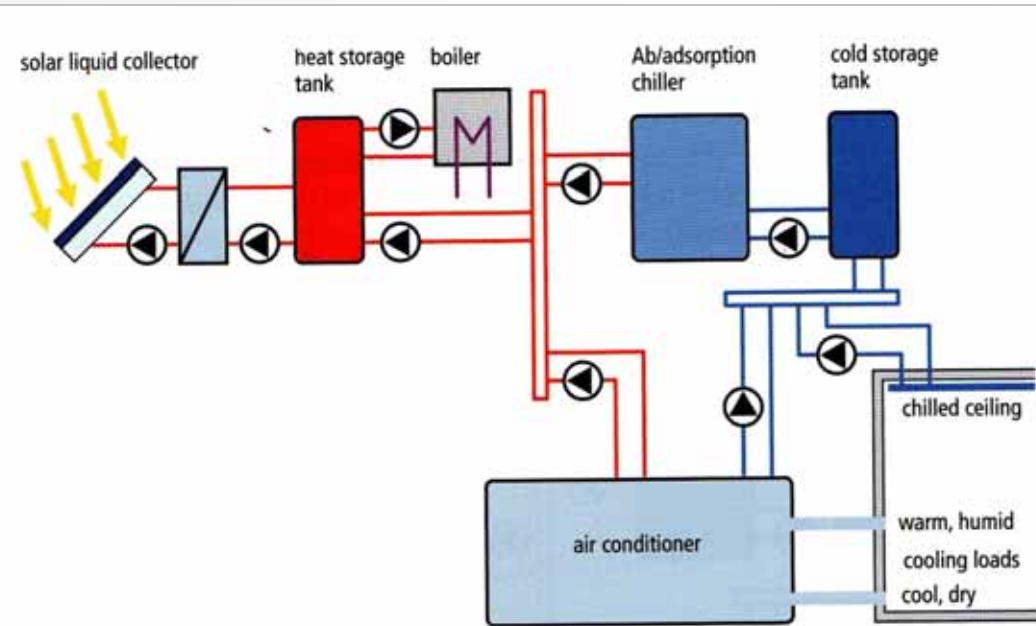 solar liquid collector
heat storage
tank
boiler
Ab/adsorption
chiller
cold storage
tank
chilled ceiling
warm, humid
air conditioner
cooling loads
cool, dry